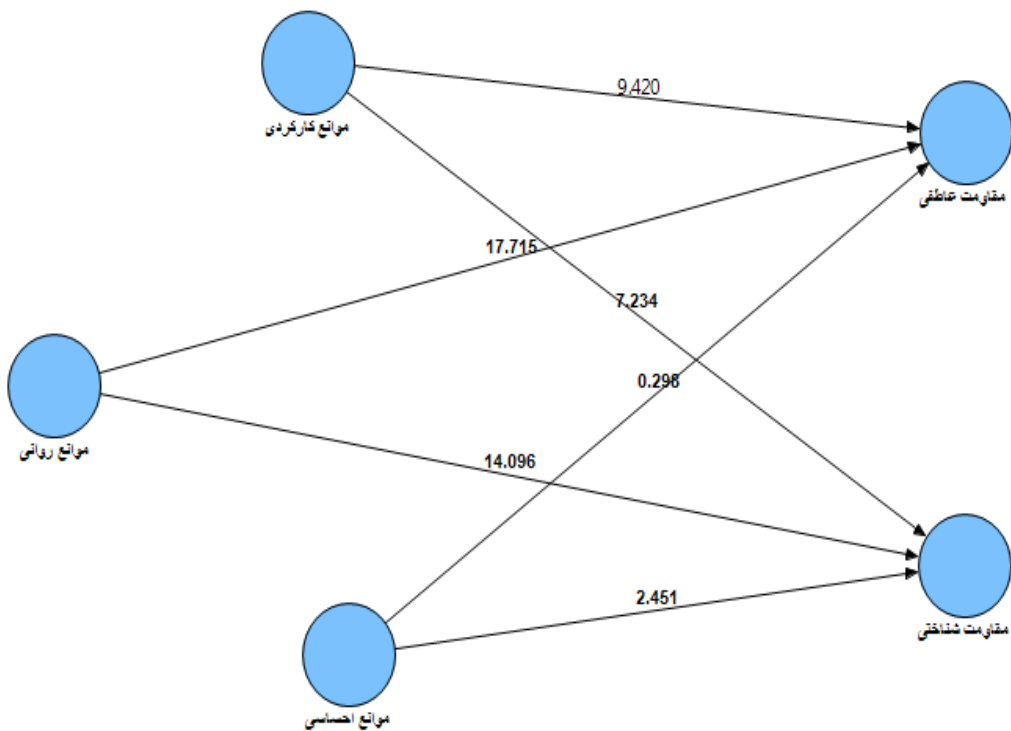 9.420
موانع کارکردی
مقاومت عاطفی
17.715
7.234
0.298
موانع روانی
14.096
2.451
مقاومت شناختی
موانع احساسی